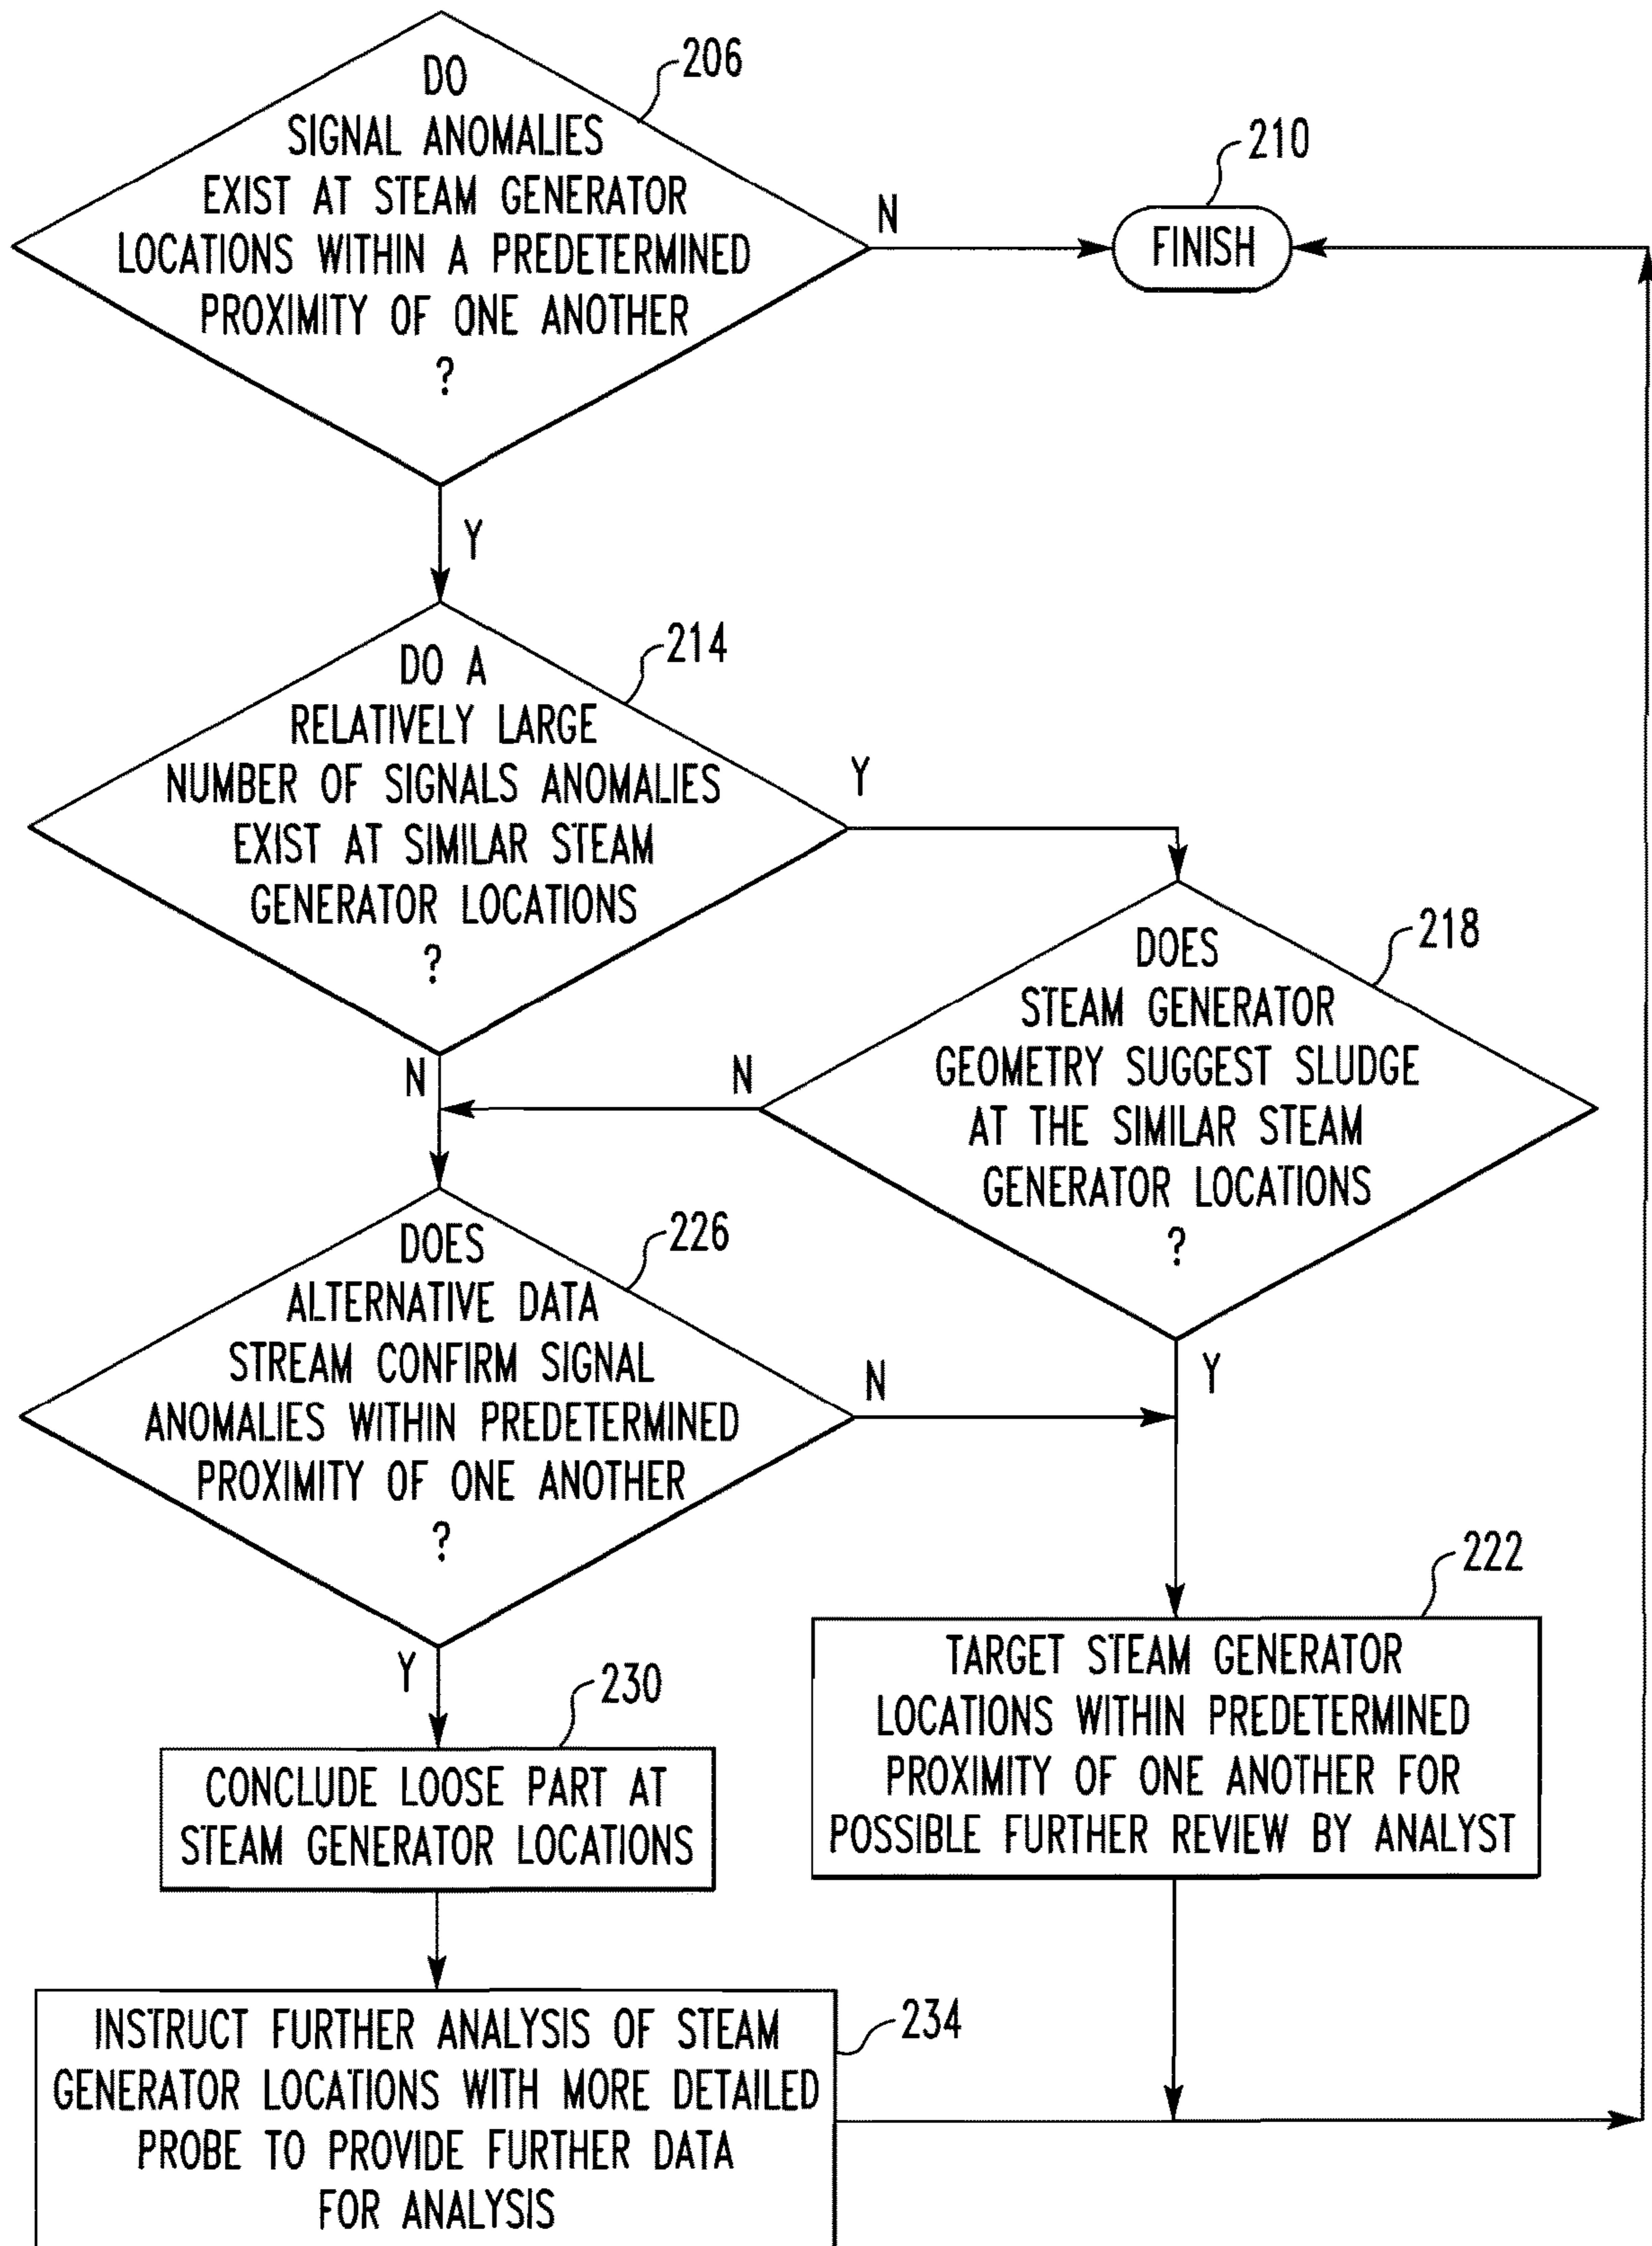 DO
SIGNAL ANOMALIES
EXIST AT STEAM GENERATOR
LOCATIONS WITHIN A PREDETERMINED
PROXIMITY OF ONE ANOTHER
?
206
N
210
FINISH
Y
DO A
RELATIVELY LARGE
NUMBER OF SIGNALS ANOMALIES
EXIST AT SIMILAR STEAM
GENERATOR LOCATIONS
?
214
Y
N
DOES
STEAM GENERATOR
GEOMETRY SUGGEST SLUDGE
AT THE SIMILAR STEAM
GENERATOR LOCATIONS
?
218
N
Y
DOES
ALTERNATIVE DATA
STREAM CONFIRM SIGNAL
ANOMALIES WITHIN PREDETERMINED
PROXIMITY OF ONE ANOTHER
?
226
N
Y
222
TARGET STEAM GENERATOR
LOCATIONS WITHIN PREDETERMINED
PROXIMITY OF ONE ANOTHER FOR
POSSIBLE FURTHER REVIEW BY ANALYST
230
CONCLUDE LOOSE PART AT
STEAM GENERATOR LOCATIONS
234
INSTRUCT FURTHER ANALYSIS OF STEAM
GENERATOR LOCATIONS WITH MORE DETAILED
PROBE TO PROVIDE FURTHER DATA
FOR ANALYSIS